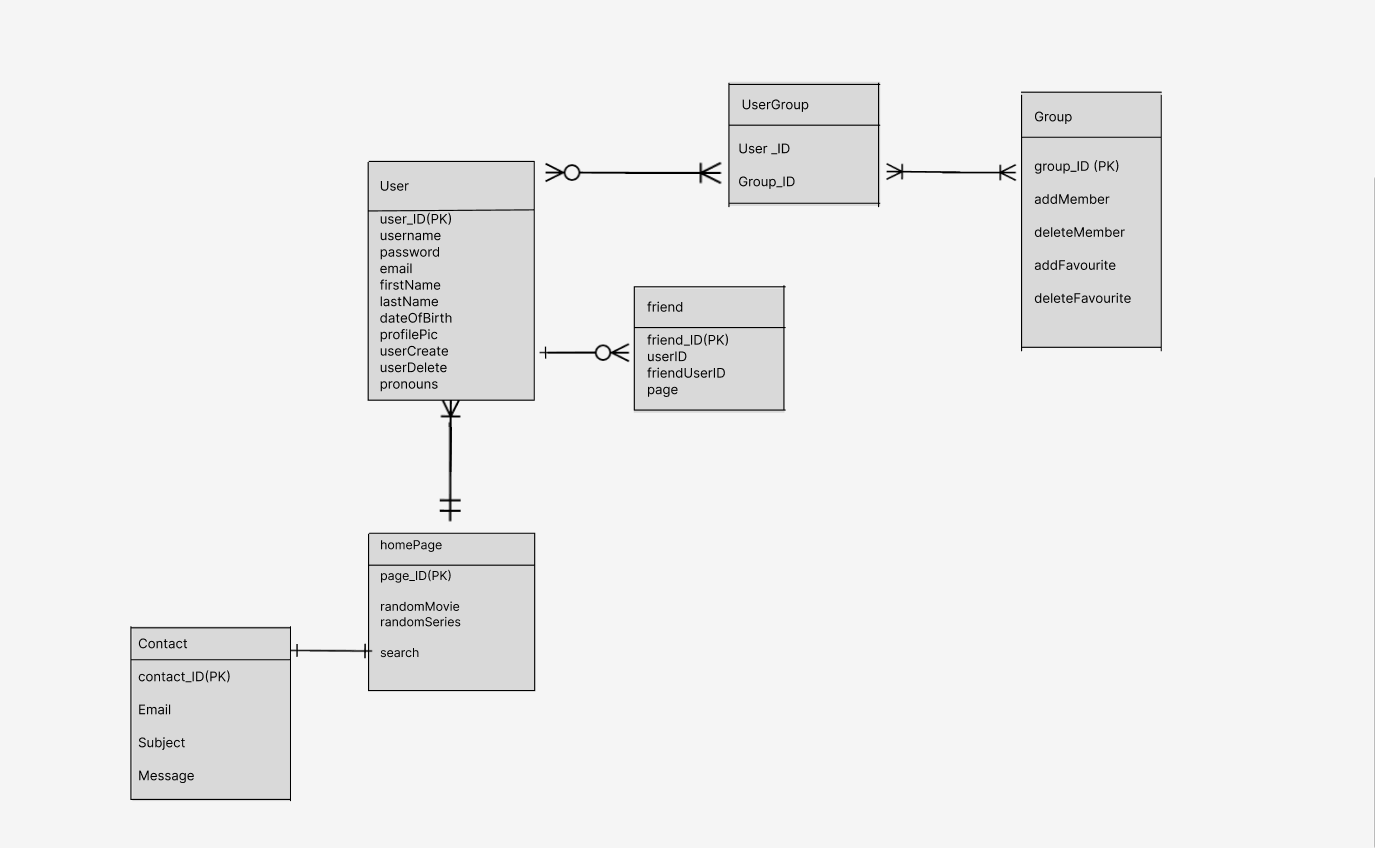 UserGroup
User _ID
Group_ID
Group
group_ID (PK)
addMember
deleteMember
addFavourite
deleteFavourite
User
user_ID(PK)
username
password
email
firstName
lastName
dateOfBirth
profilePic
userCreate
userDelete
pronouns
friend
friend_ID(PK)
userID
friendUserID
page
homePage
page_ID(PK)
randomMovie
randomSeries
search
Contact
contact_ID(PK)
Email
Subject
Message